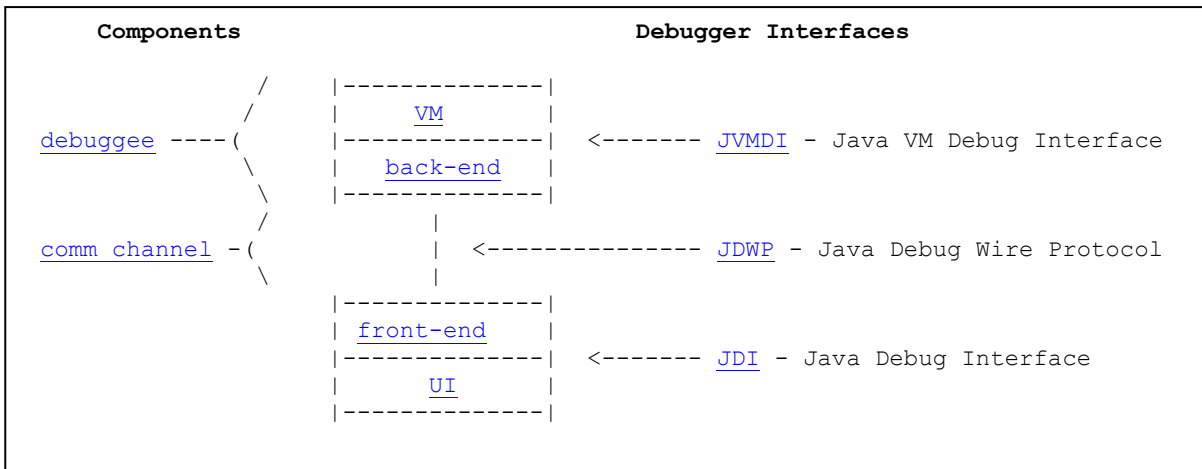 Components Debugger Interfaces
/ |--------------|
/ | VM |
debuggee ----( |--------------| <------- JVMDI - Java VM Debug Interface
\ | back-end |
\ |--------------|
/ |
comm channel -( | <--------------- JDWP - Java Debug Wire Protocol
\ |
|--------------|
| front-end |
|--------------| <------- JDI - Java Debug Interface
| UI |
|--------------|